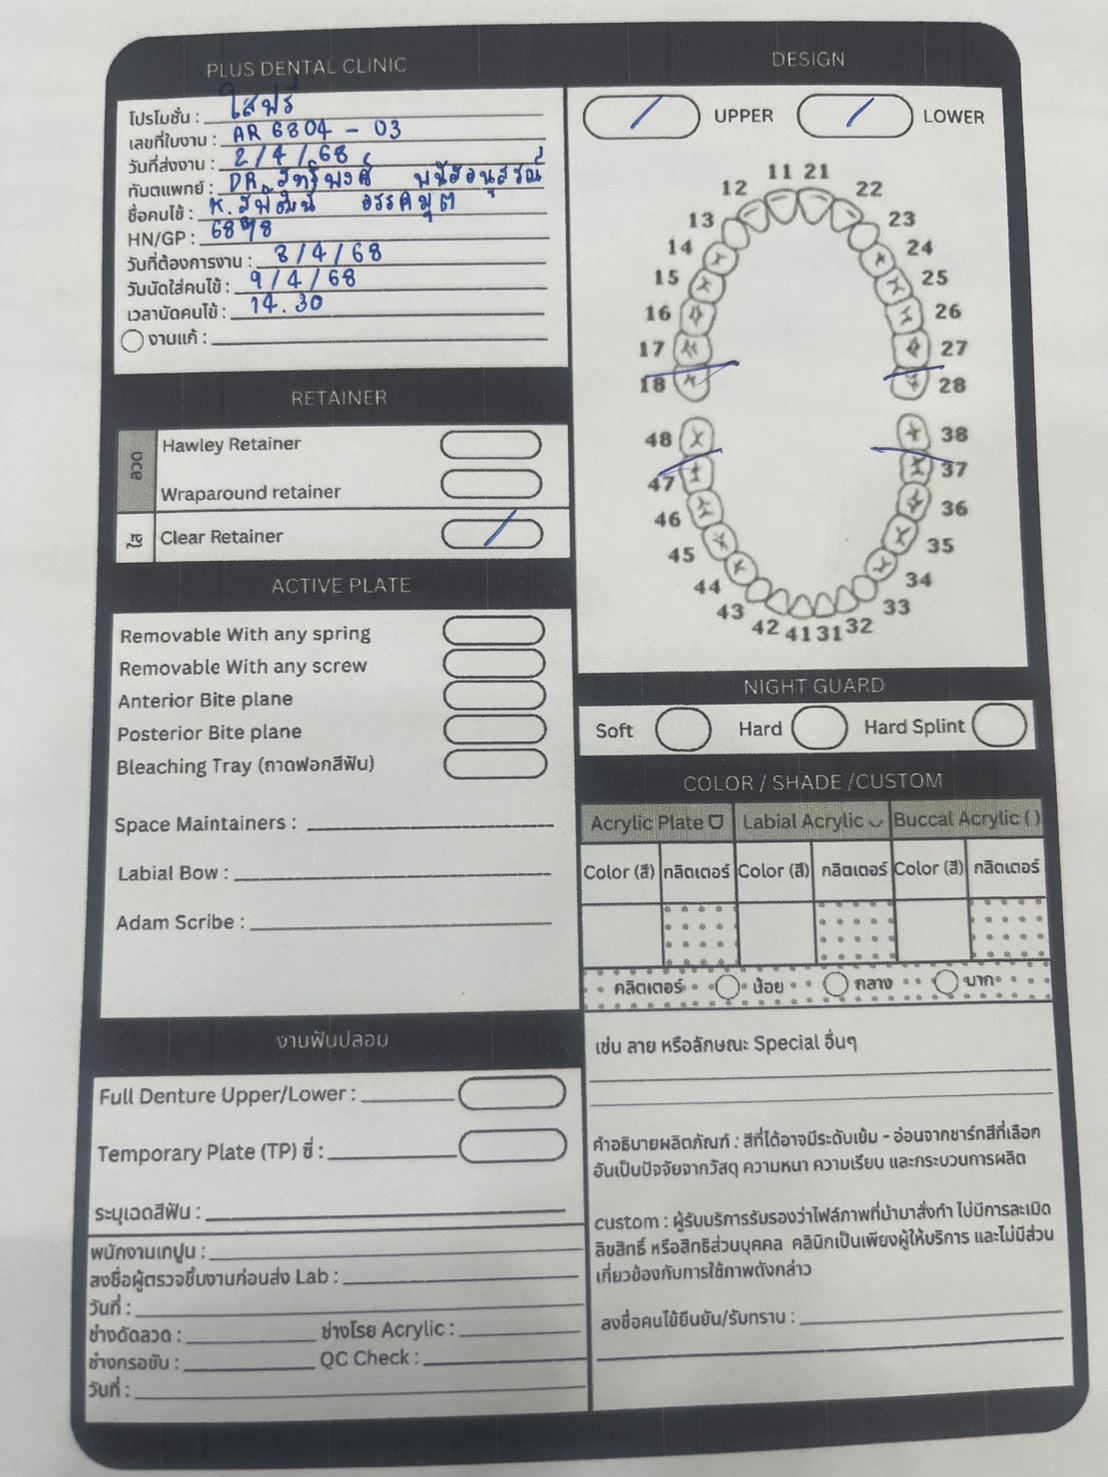 PLUS DENTAL CLINIC
โปรโมชั่น : ใสฟรี
เลขที่ใบงาน : AR 6804 - 03
วันที่ส่งงาน : 2/4/68
ทันตแพทย์ : DR.
ชื่อคนไข้ : K.
HN/GP :
วันที่ต้องการงาน : 8/4/68
วันนัดใส่คนไข้ : 9/4/68
เวลานัดคนไข้ : 14.30
งานแก้ :
DESIGN
/ UPPER / LOWER
11 21
12 22
13 23
14 24
15 25
16 26
17 27
18 28
48 38
47 37
46 36
45 35
44 34
43 33
42 41 31 32
RETAINER
ลวด
Hawley Retainer
Wraparound retainer
ใส
Clear Retainer /
ACTIVE PLATE
Removable With any spring
Removable With any screw
Anterior Bite plane
Posterior Bite plane
Bleaching Tray (ถาดฟอกสีฟัน)
Space Maintainers :
Labial Bow :
Adam Scribe :
NIGHT GUARD
Soft Hard Hard Splint
COLOR / SHADE /CUSTOM
Acrylic Plate Labial Acrylic Buccal Acrylic ( )
Color (สี) กลิตเตอร์ Color (สี) กลิตเตอร์ Color (สี) กลิตเตอร์
กลิตเตอร์ น้อย กลาง มาก
เช่น ลาย หรือลักษณะ Special อื่นๆ
คำอธิบายผลิตภัณฑ์ : สีที่ได้อาจมีระดับเข้ม - อ่อนจากชาร์ทสีที่เลือก
อันเป็นปัจจัยจากวัสดุ ความหนา ความเรียบ และกระบวนการผลิต
custom : ผู้รับบริการรับรองว่าไฟล์ภาพที่นำมาสั่งทำ ไม่มีการละเมิด
ลิขสิทธิ์ หรือสิทธิส่วนบุคคล คลินิกเป็นเพียงผู้ให้บริการ และไม่มีส่วน
เกี่ยวข้องกับการใช้ภาพดังกล่าว
ลงชื่อคนไข้ยืนยัน/รับทราบ :
งานฟันปลอม
Full Denture Upper/Lower :
Temporary Plate (TP) ซี่ :
ระบุเฉดสีฟัน :
พนักงานเทปูน :
ลงชื่อผู้ตรวจชิ้นงานก่อนส่ง Lab :
วันที่ :
ช่างดัดลวด : ช่างโรย Acrylic :
ช่างกรอขัน : QC Check :
วันที่ :